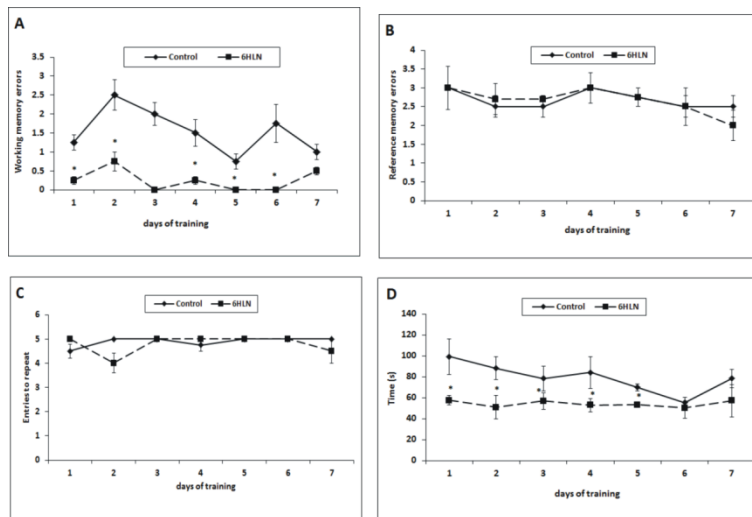 A
Control 6HLN
Working memory errors
3.5
3
2.5
2
1.5
1
0.5
0
* * * * *
1 2 3 4 5 6 7
days of training
B
Control 6HLN
Reference memory errors
4
3.5
3
2.5
2
1.5
1
0.5
0
1 2 3 4 5 6 7
days of training
C
Control 6HLN
Entries to repeat
6
5
4
3
2
1
0
1 2 3 4 5 6 7
days of training
D
Control 6HLN
Time (s)
140
120
100
80
60
40
20
0
* * * * *
1 2 3 4 5 6 7
days of training